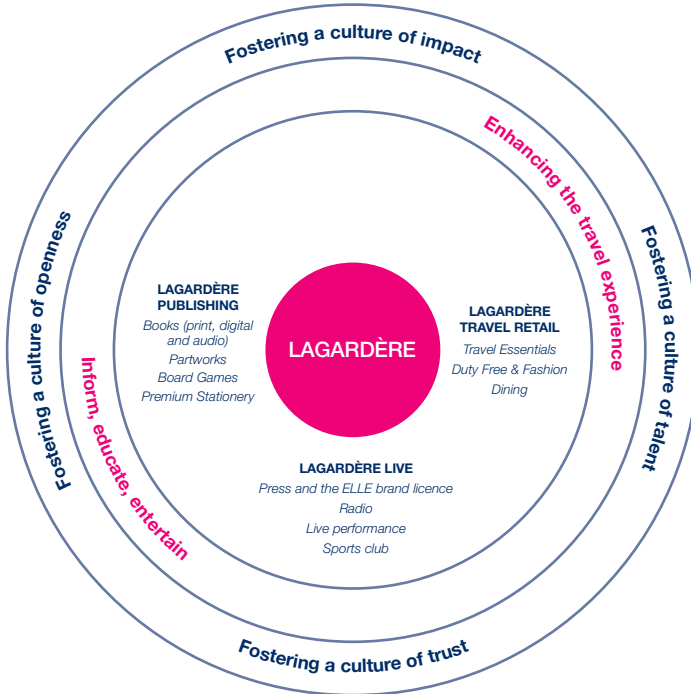 Fostering a culture of impact
Enhancing the travel experience
Fostering a culture of openness
Fostering a culture of talent
LAGARDÈRE
PUBLISHING
Books (print, digital
and audio)
Partworks
Board Games
Premium Stationery
LAGARDÈRE
LAGARDÈRE
TRAVEL RETAIL
Travel Essentials
Duty Free & Fashion
Dining
Inform, educate, entertain
LAGARDÈRE LIVE
Press and the ELLE brand licence
Radio
Live performance
Sports club
Fostering a culture of trust